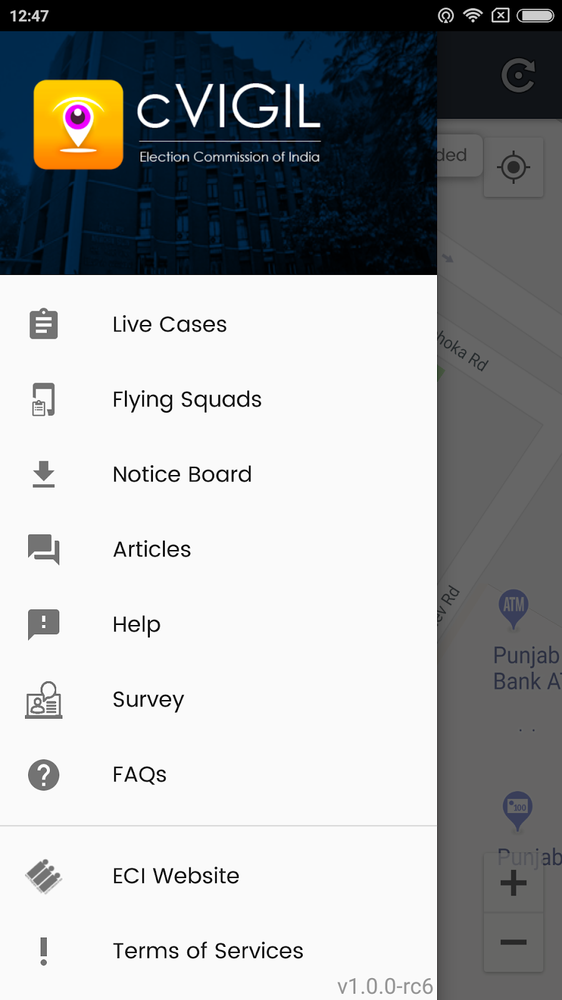 12:47
cVIGIL
Election Commission of India
ded
Live Cases
hoka Rd
Flying Squads
Notice Board
Articles
ev Rd
ATM
Help
Punjab
Bank A
Survey
FAQs
100
Punjab
ECI Website
Terms of Services
v1.0.0-rc6